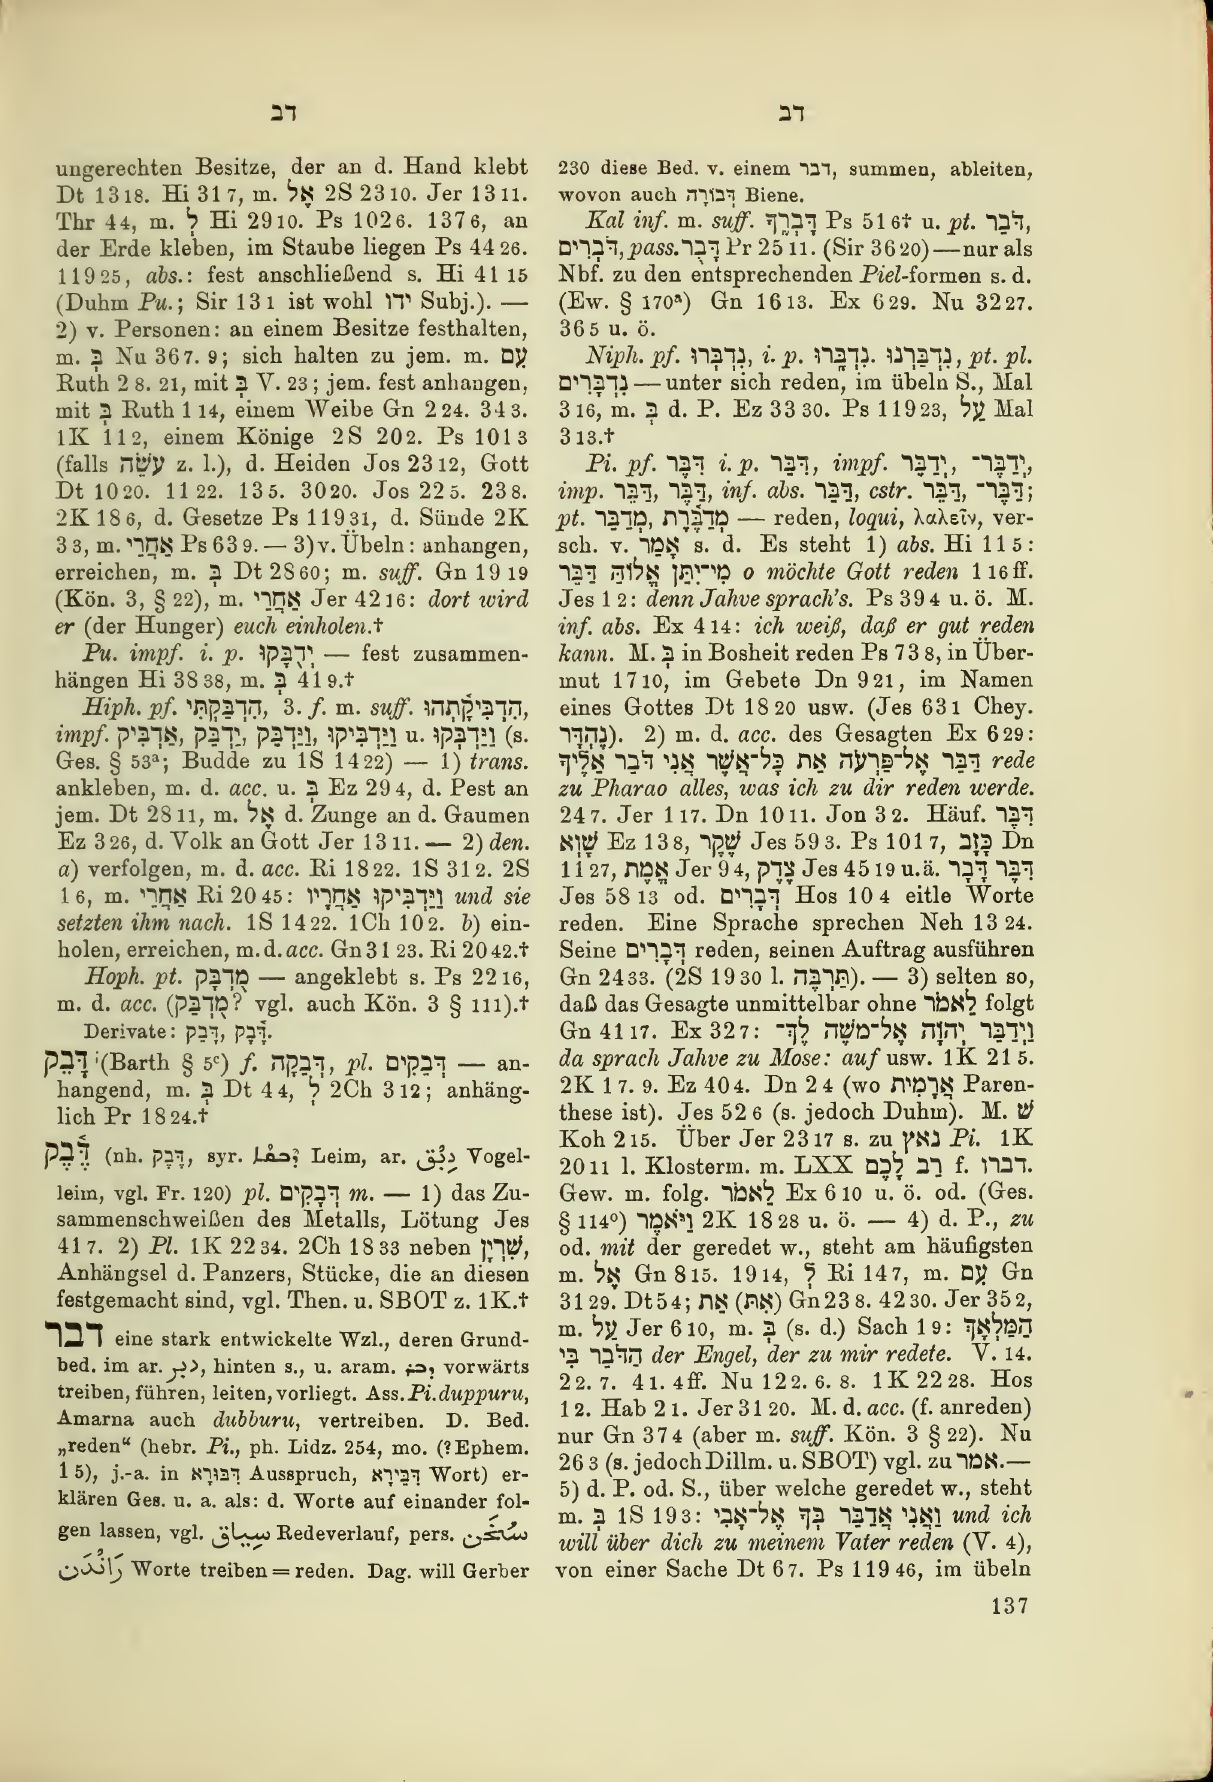 דב
דב
ungerechten Besitze, der an d. Hand klebt
Dt 13 18. Hi 31 7, m. אֶל 2S 23 10. Jer 13 11.
Thr 4 4, m. לְ Hi 29 10. Ps 102 6. 137 6, an
der Erde kleben, im Staube liegen Ps 44 26.
119 25, abs.: fest anschließend s. Hi 41 15
(Duhm Pu.; Sir 13 1 ist wohl ידו Subj.). —
2) v. Personen: an einem Besitze festhalten,
m. בְּ Nu 36 7. 9; sich halten zu jem. m. עִם
Ruth 2 8. 21, mit בְּ V. 23; jem. fest anhangen,
mit בְּ Ruth 1 14, einem Weibe Gn 2 24. 34 3.
1K 11 2, einem Könige 2S 20 2. Ps 101 3
(falls עֹשֶׂה z. l.), d. Heiden Jos 23 12, Gott
Dt 10 20. 11 22. 13 5. 30 20. Jos 22 5. 23 8.
2K 18 6, d. Gesetze Ps 119 31, d. Sünde 2K
3 3, m. אַחֲרֵי Ps 63 9. — 3) v. Übeln: anhangen,
erreichen, m. בְּ Dt 28 60; m. suff. Gn 19 19
(Kön. 3, § 22), m. אַחֲרֵי Jer 42 16: dort wird
er (der Hunger) euch einholen.†
Pu. impf. i. p. יְדֻבָּקוּ — fest zusammen-
hängen Hi 38 38, m. בְּ 41 9.†
Hiph. pf. הִדְבַּקְתִּי, 3. f. m. suff. הִדְבִּיקָתְהוּ,
impf. אַדְבִּיק, יַדְבֵּק, וַיַּדְבֵּק, וַיַּדְבִּיקוּ u. וַיַּדְבְּקוּ (s.
Ges. § 53ᵃ; Budde zu 1S 14 22) — 1) trans.
ankleben, m. d. acc. u. בְּ Ez 29 4, d. Pest an
jem. Dt 28 11, m. אֶל d. Zunge an d. Gaumen
Ez 3 26, d. Volk an Gott Jer 13 11. — 2) den.
a) verfolgen, m. d. acc. Ri 18 22. 1S 31 2. 2S
1 6, m. אַחֲרֵי Ri 20 45: וַיַּדְבִּיקוּ אַחֲרָיו und sie
setzten ihm nach. 1S 14 22. 1Ch 10 2. b) ein-
holen, erreichen, m. d. acc. Gn 31 23. Ri 20 42.†
Hoph. pt. מֻדְבָּק — angeklebt s. Ps 22 16,
m. d. acc. (מֻדְבַּק? vgl. auch Kön. 3 § 111).†
Derivate: דָּבֵק, דֶּבֶק.
דָּבֵק (Barth § 5ᶜ) f. דְּבֵקָה, pl. דְּבֵקִים — an-
hangend, m. בְּ Dt 4 4, לְ 2Ch 3 12; anhäng-
lich Pr 18 24.†
דֶּבֶק (nh. דֶּבֶק, syr. Leim, ar. دِبْق Vogel-
leim, vgl. Fr. 120) pl. דְּבָקִים m. — 1) das Zu-
sammenschweißen des Metalls, Lötung Jes
41 7. 2) Pl. 1K 22 34. 2Ch 18 33 neben שִׁרְיָן,
Anhängsel d. Panzers, Stücke, die an diesen
festgemacht sind, vgl. Then. u. SBOT z. 1K.†
דבר eine stark entwickelte Wzl., deren Grund-
bed. im ar. دبر, hinten s., u. aram. vorwärts
treiben, führen, leiten, vorliegt. Ass. Pi. duppuru,
Amarna auch dubburu, vertreiben. D. Bed.
„reden“ (hebr. Pi., ph. Lidz. 254, mo. (?Ephem.
1 5), j.-a. in דִּבּוּרָא Ausspruch, דַּבִּירָא Wort) er-
klären Ges. u. a. als: d. Worte auf einander fol-
gen lassen, vgl. سِيَاق Redeverlauf, pers. سُخَن
رَانْدَن Worte treiben = reden. Dag. will Gerber
230 diese Bed. v. einem דבר, summen, ableiten,
wovon auch דְּבוֹרָה Biene.
Kal inf. m. suff. דָּבְרֶךָ Ps 51 6† u. pt. דֹּבֵר,
דֹּבְרִים, pass. דָּבֻר Pr 25 11. (Sir 36 20) — nur als
Nbf. zu den entsprechenden Piel-formen s. d.
(Ew. § 170ᵃ) Gn 16 13. Ex 6 29. Nu 32 27.
36 5 u. ö.
Niph. pf. נִדְבְּרוּ, i. p. נִדְבָּרוּ. נִדְבַּרְנוּ, pt. pl.
נִדְבָּרִים — unter sich reden, im übeln S., Mal
3 16, m. בְּ d. P. Ez 33 30. Ps 119 23, עַל Mal
3 13.†
Pi. pf. דִּבֶּר i. p. דִּבֵּר, impf. יְדַבֵּר, יְדַבֶּר־,
imp. דַּבֵּר, דַּבֶּר, inf. abs. דַּבֵּר, cstr. דַּבֵּר, דַּבֶּר־;
pt. מְדַבֵּר, מְדַבֶּרֶת — reden, loqui, λαλεῖν, ver-
sch. v. אָמַר s. d. Es steht 1) abs. Hi 11 5:
מִי־יִתֵּן אֱלוֹהַּ דַּבֵּר o möchte Gott reden 1 16 ff.
Jes 1 2: denn Jahve sprach's. Ps 39 4 u. ö. M.
inf. abs. Ex 4 14: ich weiß, daß er gut reden
kann. M. בְּ in Bosheit reden Ps 73 8, in Über-
mut 17 10, im Gebete Dn 9 21, im Namen
eines Gottes Dt 18 20 usw. (Jes 63 1 Chey.
נֶהְדָּר). 2) m. d. acc. des Gesagten Ex 6 29:
דַּבֵּר אֶל־פַּרְעֹה אֵת כָּל־אֲשֶׁר אֲנִי דֹּבֵר אֵלֶיךָ rede
zu Pharao alles, was ich zu dir reden werde.
24 7. Jer 1 17. Dn 10 11. Jon 3 2. Häuf. דִּבֶּר
שָׁוְא Ez 13 8, שֶׁקֶר Jes 59 3. Ps 101 7, כָּזָב Dn
11 27, אֱמֶת Jer 9 4, צֶדֶק Jes 45 19 u. ä. דִּבֶּר דָּבָר
Jes 58 13 od. דְּבָרִים Hos 10 4 eitle Worte
reden. Eine Sprache sprechen Neh 13 24.
Seine דְּבָרִים reden, seinen Auftrag ausführen
Gn 24 33. (2S 19 30 l. תַּרְבֶּה). — 3) selten so,
daß das Gesagte unmittelbar ohne לֵאמֹר folgt
Gn 41 17. Ex 32 7: וַיְדַבֵּר יְהוָֹה אֶל־מֹשֶׁה לֶךְ־
da sprach Jahve zu Mose: auf usw. 1K 21 5.
2K 1 7. 9. Ez 40 4. Dn 2 4 (wo אֲרָמִית Paren-
these ist). Jes 52 6 (s. jedoch Duhm). M. שֶׁ
Koh 2 15. Über Jer 23 17 s. zu נאץ Pi. 1K
20 11 l. Klosterm. m. LXX רַב לָכֶם f. דברו.
Gew. m. folg. לֵאמֹר Ex 6 10 u. ö. od. (Ges.
§ 114ᵒ) וַיֹּאמֶר 2K 18 28 u. ö. — 4) d. P., zu
od. mit der geredet w., steht am häufigsten
m. אֶל Gn 8 15. 19 14, לְ Ri 14 7, m. עִם Gn
31 29. Dt 5 4; אֵת (אִתּ) Gn 23 8. 42 30. Jer 35 2,
m. עַל Jer 6 10, m. בְּ (s. d.) Sach 1 9: הַמַּלְאָךְ
הַדֹּבֵר בִּי der Engel, der zu mir redete. V. 14.
2 2. 7. 4 1. 4 ff. Nu 12 2. 6. 8. 1K 22 28. Hos
1 2. Hab 2 1. Jer 31 20. M. d. acc. (f. anreden)
nur Gn 37 4 (aber m. suff. Kön. 3 § 22). Nu
26 3 (s. jedoch Dillm. u. SBOT) vgl. zu אמר. —
5) d. P. od. S., über welche geredet w., steht
m. בְּ 1S 19 3: וַאֲנִי אֲדַבֵּר בְּךָ אֶל־אָבִי und ich
will über dich zu meinem Vater reden (V. 4),
von einer Sache Dt 6 7. Ps 119 46, im übeln
137